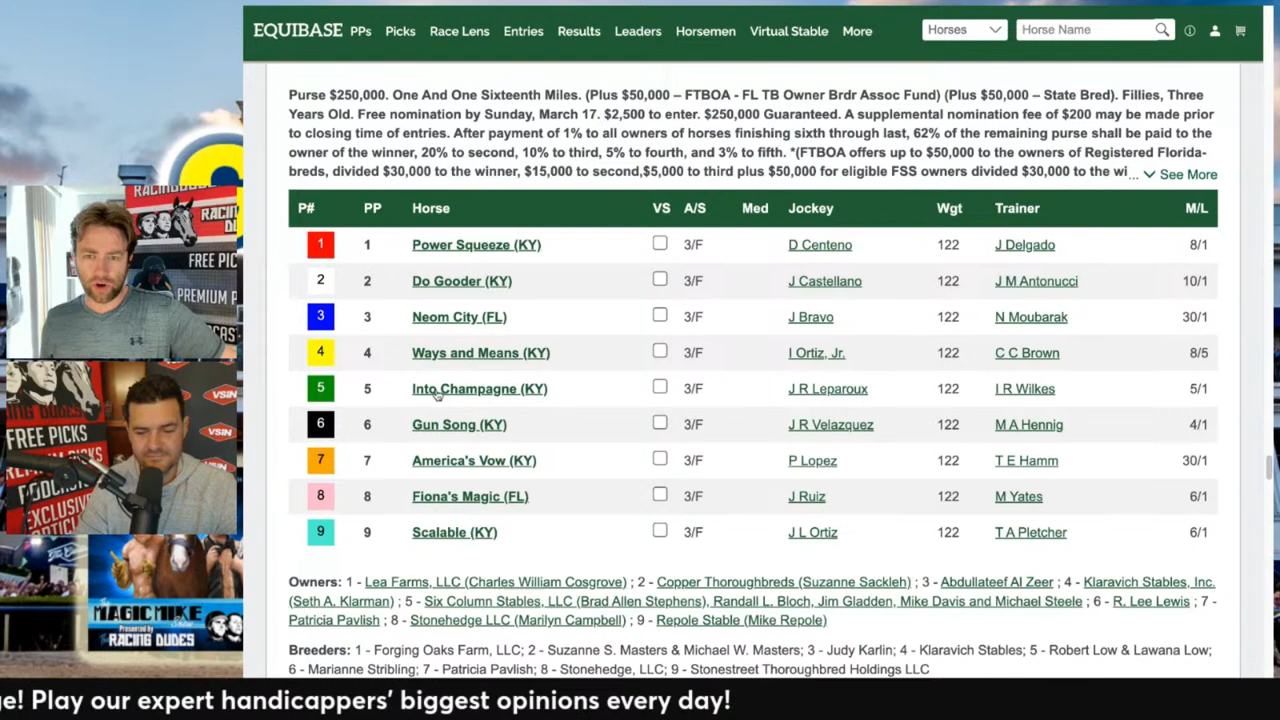 EQUIBASE PPs Picks Race Lens Entries Results Leaders Horsemen Virtual Stable More Horses Horse Name
Purse $250,000. One And One Sixteenth Miles. (Plus $50,000 – FTBOA - FL TB Owner Brdr Assoc Fund) (Plus $50,000 – State Bred). Fillies, Three
Years Old. Free nomination by Sunday, March 17. $2,500 to enter. $250,000 Guaranteed. A supplemental nomination fee of $200 may be made prior
to closing time of entries. After payment of 1% to all owners of horses finishing sixth through last, 62% of the remaining purse shall be paid to the
owner of the winner, 20% to second, 10% to third, 5% to fourth, and 3% to fifth. *(FTBOA offers up to $50,000 to the owners of Registered Florida-
breds, divided $30,000 to the winner, $15,000 to second,$5,000 to third plus $50,000 for eligible FSS owners divided $30,000 to the wi ... See More
P# PP Horse VS A/S Med Jockey Wgt Trainer M/L
1 1 Power Squeeze (KY) 3/F D Centeno 122 J Delgado 8/1
2 2 Do Gooder (KY) 3/F J Castellano 122 J M Antonucci 10/1
3 3 Neom City (FL) 3/F J Bravo 122 N Moubarak 30/1
4 4 Ways and Means (KY) 3/F I Ortiz, Jr. 122 C C Brown 8/5
5 5 Into Champagne (KY) 3/F J R Leparoux 122 I R Wilkes 5/1
6 6 Gun Song (KY) 3/F J R Velazquez 122 M A Hennig 4/1
7 7 America's Vow (KY) 3/F P Lopez 122 T E Hamm 30/1
8 8 Fiona's Magic (FL) 3/F J Ruiz 122 M Yates 6/1
9 9 Scalable (KY) 3/F J L Ortiz 122 T A Pletcher 6/1
Owners: 1 - Lea Farms, LLC (Charles William Cosgrove) ; 2 - Copper Thoroughbreds (Suzanne Sackleh) ; 3 - Abdullateef Al Zeer ; 4 - Klaravich Stables, Inc.
(Seth A. Klarman) ; 5 - Six Column Stables, LLC (Brad Allen Stephens), Randall L. Bloch, Jim Gladden, Mike Davis and Michael Steele ; 6 - R. Lee Lewis ; 7 -
Patricia Pavlish ; 8 - Stonehedge LLC (Marilyn Campbell) ; 9 - Repole Stable (Mike Repole)
Breeders: 1 - Forging Oaks Farm, LLC; 2 - Suzanne S. Masters & Michael W. Masters; 3 - Judy Karlin; 4 - Klaravich Stables; 5 - Robert Low & Lawana Low;
6 - Marianne Stribling; 7 - Patricia Pavlish; 8 - Stonehedge, LLC; 9 - Stonestreet Thoroughbred Holdings LLC
RACING
FREE PIC
PREMIUM
CAST
FREE PICKS
EXCLUSIV
VSiN
VSiN
THE
MAGIC MIKE
SHOW
PRESENTED BY
THE RACING DUDES
ge! Play our expert handicappers' biggest opinions every day!